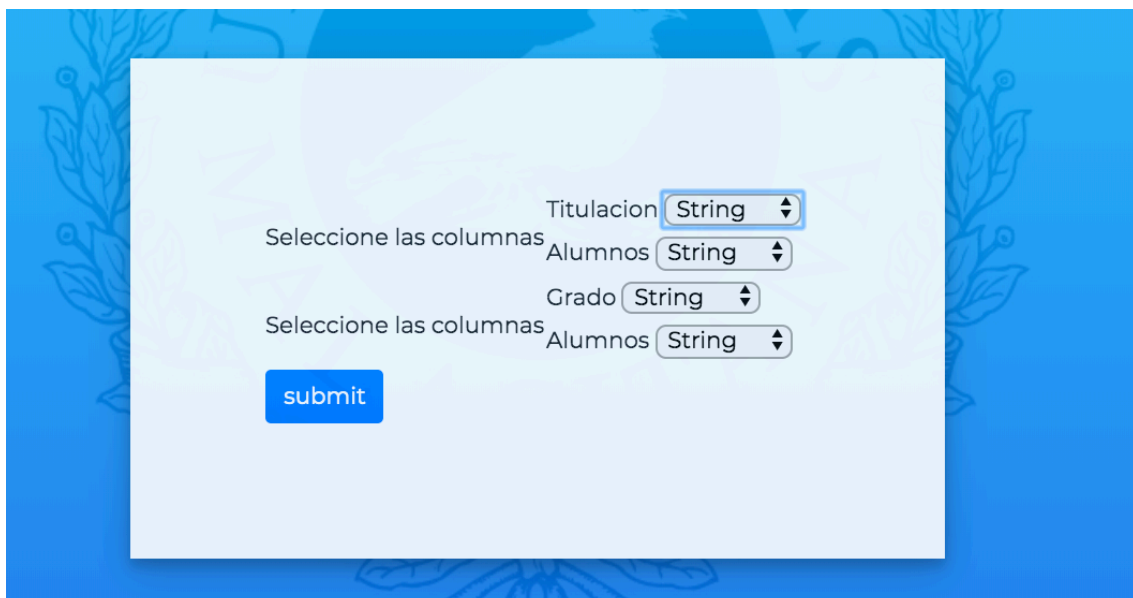 Titulacion String
Seleccione las columnas
Alumnos String
Grado String
Seleccione las columnas
Alumnos String
submit